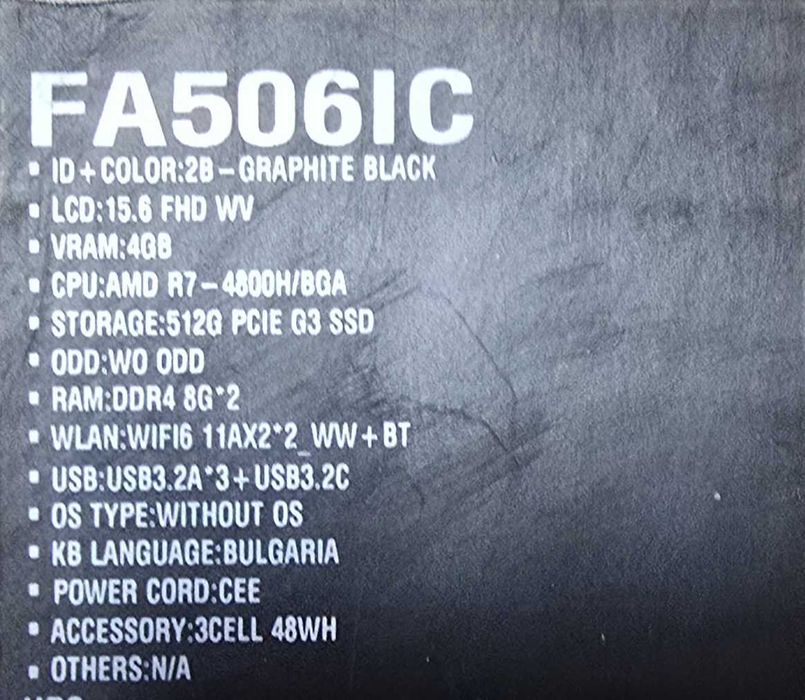 FA506IC
▪ ID+COLOR:2B-GRAPHITE BLACK
▪ LCD:15.6 FHD WV
▪ VRAM:4GB
▪ CPU:AMD R7-4800H/BGA
▪ STORAGE:512G PCIE G3 SSD
▪ ODD:WO ODD
▪ RAM:DDR4 8G*2
▪ WLAN:WIFI6 11AX2*2_WW+BT
▪ USB:USB3.2A*3+USB3.2C
▪ OS TYPE:WITHOUT OS
▪ KB LANGUAGE:BULGARIA
▪ POWER CORD:CEE
▪ ACCESSORY:3CELL 48WH
▪ OTHERS:N/A